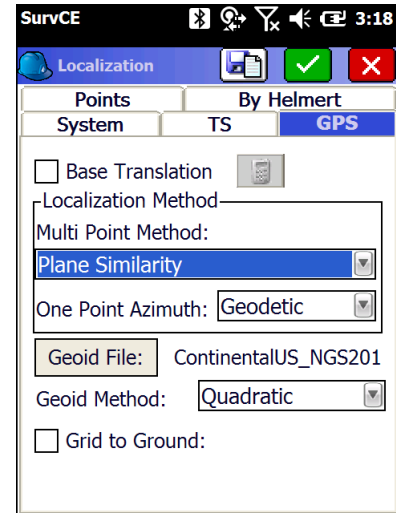 SurvCE 3:18
Localization
Points By Helmert
System TS GPS
Base Translation
Localization Method
Multi Point Method:
Plane Similarity
One Point Azimuth: Geodetic
Geoid File: ContinentalUS_NGS201
Geoid Method: Quadratic
Grid to Ground: